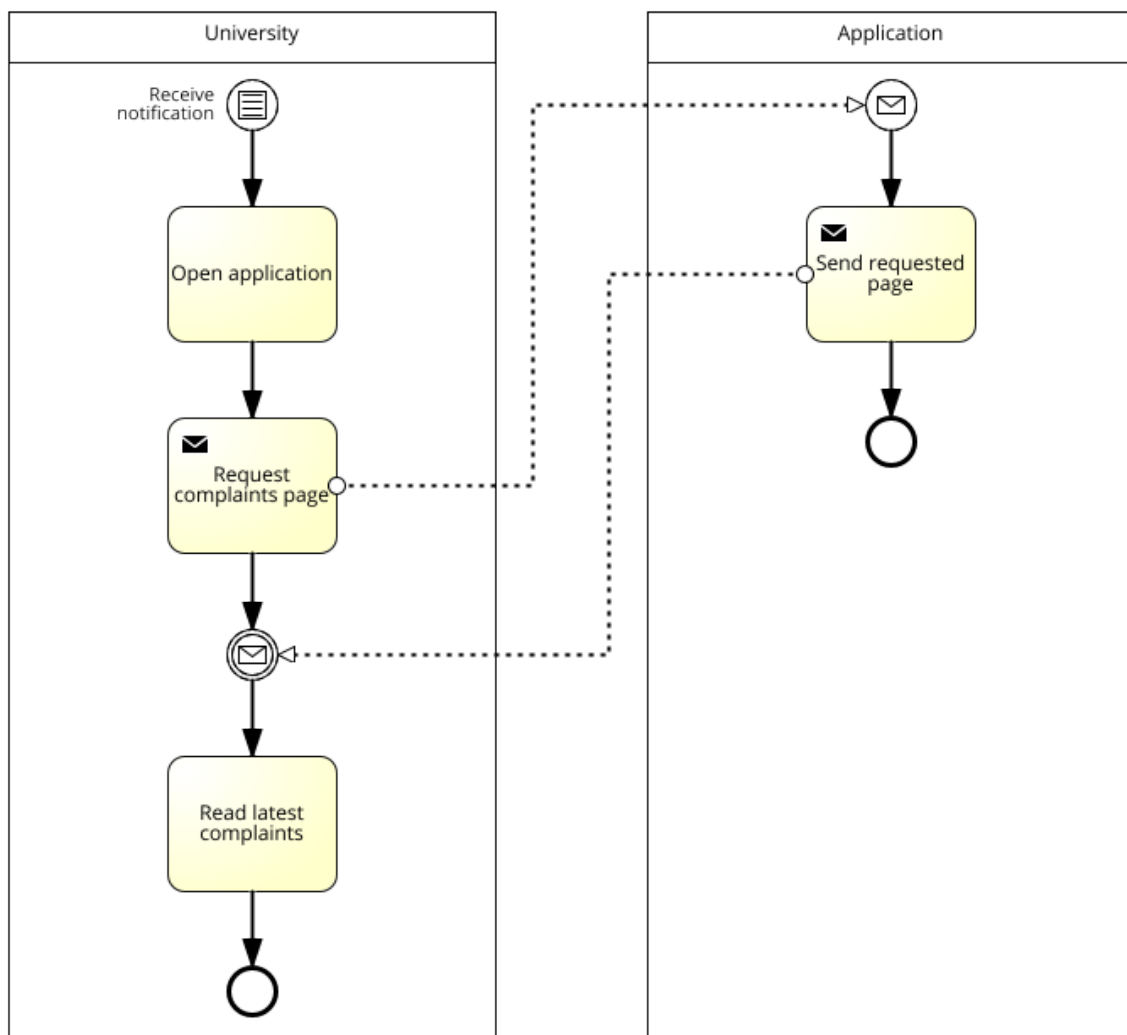 University
Application
Receive
notification
Open application
Send requested
page
Request
complaints page
Read latest
complaints